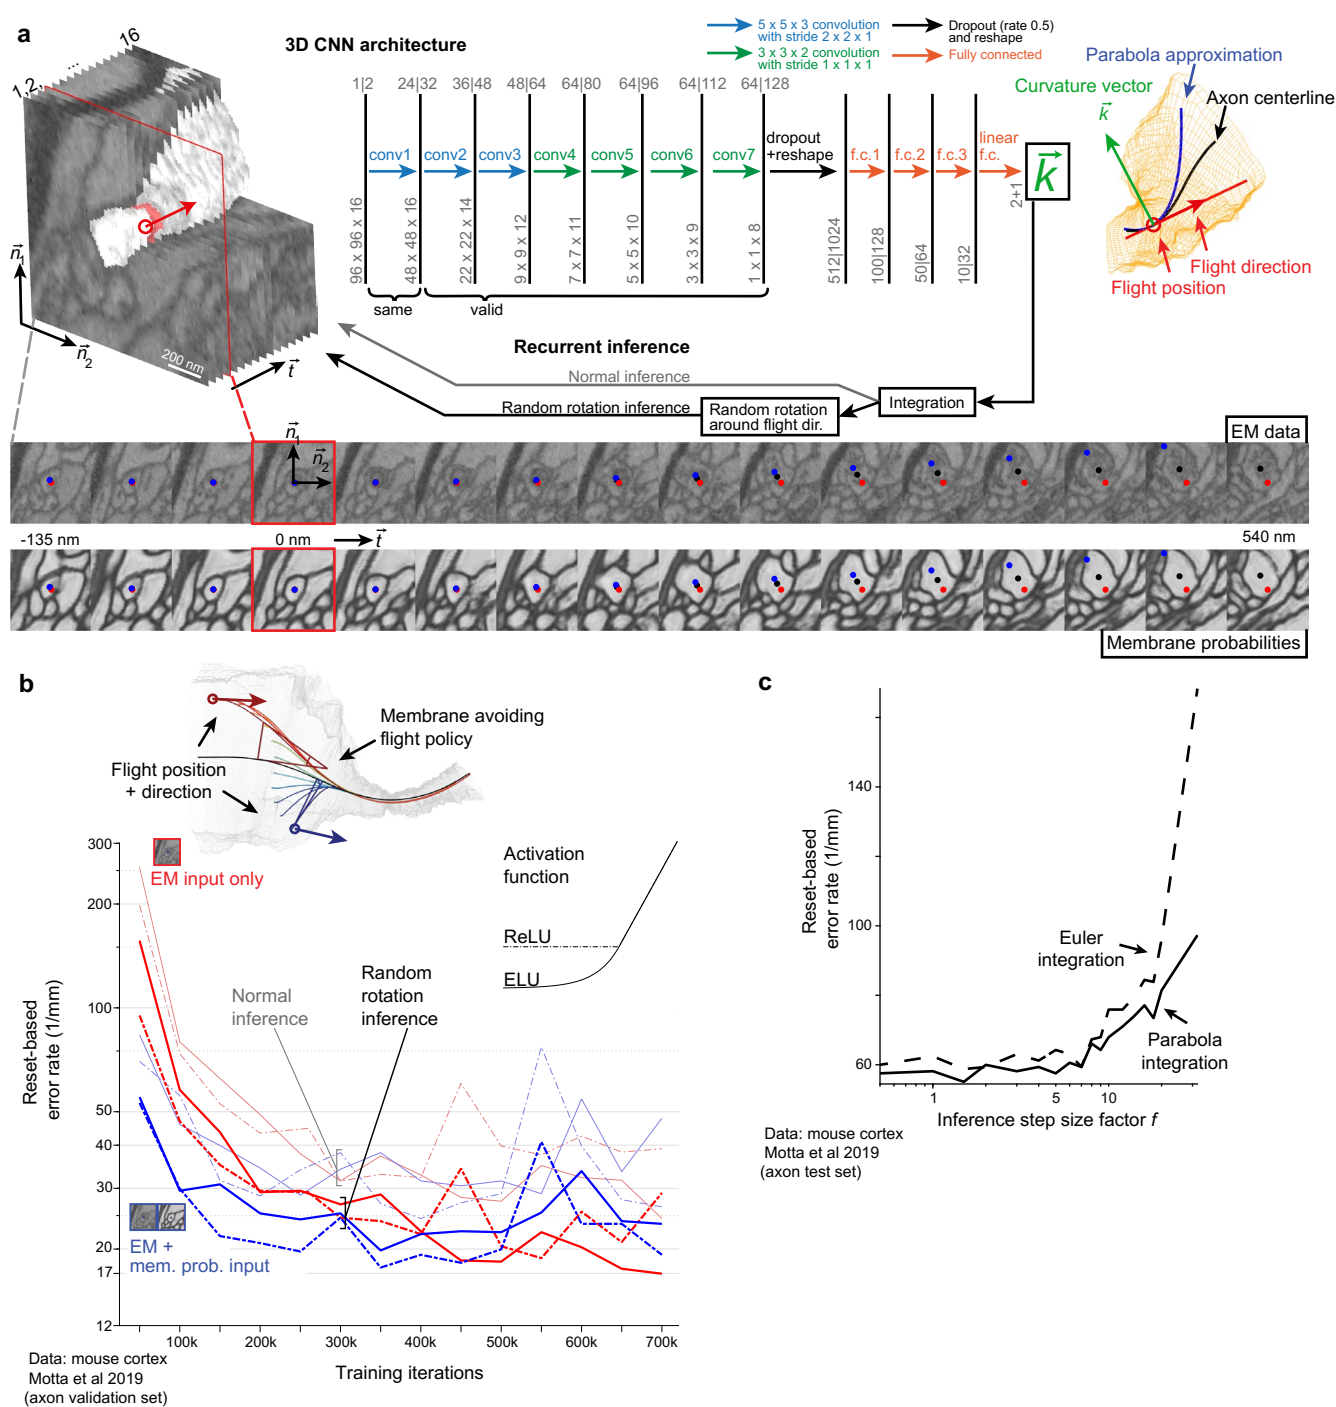 a
16
...
1,2,
3D CNN architecture
5 x 5 x 3 convolution
with stride 2 x 2 x 1
3 x 3 x 2 convolution
with stride 1 x 1 x 1
Dropout (rate 0.5)
and reshape
Fully connected
1|2
24|32
36|48
48|64
64|80
64|96
64|112
64|128
conv1
conv2
conv3
conv4
conv5
conv6
conv7
dropout
+reshape
f.c.1
f.c.2
f.c.3
linear
f.c.
k
2+1
96 x 96 x 16
48 x 48 x 16
22 x 22 x 14
9 x 9 x 12
7 x 7 x 11
5 x 5 x 10
3 x 3 x 9
1 x 1 x 8
512|1024
100|128
50|64
10|32
same
valid
Parabola approximation
Curvature vector
k
Axon centerline
Flight direction
Flight position
n1
n2
200 nm
t
Recurrent inference
Normal inference
Random rotation inference
Random rotation
around flight dir.
Integration
EM data
n1
n2
-135 nm
0 nm
t
540 nm
Membrane probabilities
b
Membrane avoiding
flight policy
Flight position
+ direction
EM input only
Activation
function
ReLU
ELU
Normal
inference
Random
rotation
inference
EM +
mem. prob. input
Reset-based
error rate (1/mm)
300
200
100
50
40
30
20
17
12
100k
200k
300k
400k
500k
600k
700k
Training iterations
Data: mouse cortex
Motta et al 2019
(axon validation set)
c
Reset-based
error rate (1/mm)
140
100
60
Euler
integration
Parabola
integration
1
5
10
Inference step size factor f
Data: mouse cortex
Motta et al 2019
(axon test set)